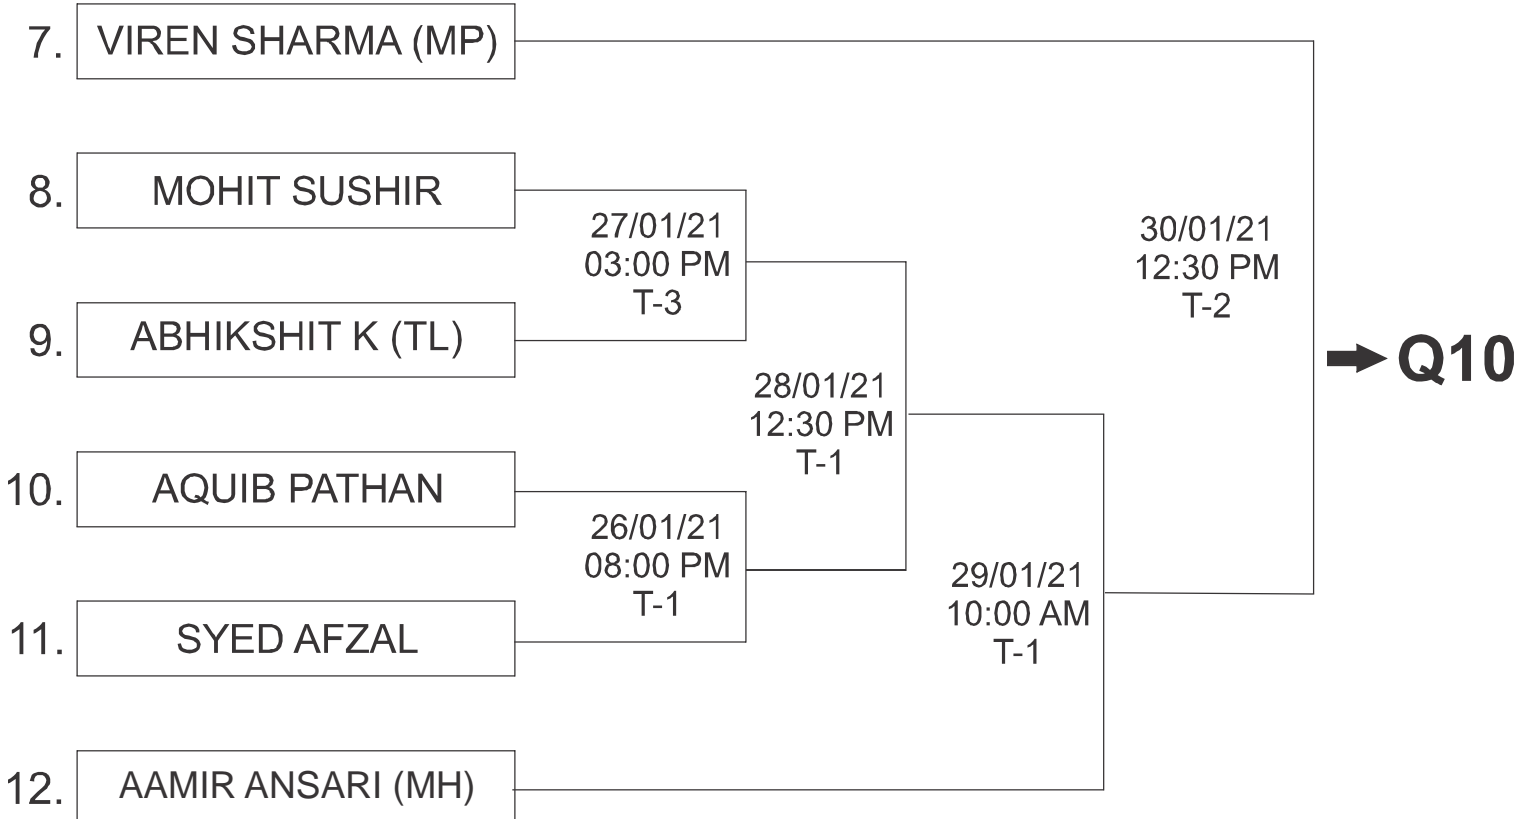 7. VIREN SHARMA (MP)
8. MOHIT SUSHIR
27/01/21
03:00 PM
T-3
9. ABHIKSHIT K (TL)
30/01/21
12:30 PM
T-2
Q10
28/01/21
12:30 PM
T-1
10. AQUIB PATHAN
26/01/21
08:00 PM
T-1
11. SYED AFZAL
29/01/21
10:00 AM
T-1
12. AAMIR ANSARI (MH)